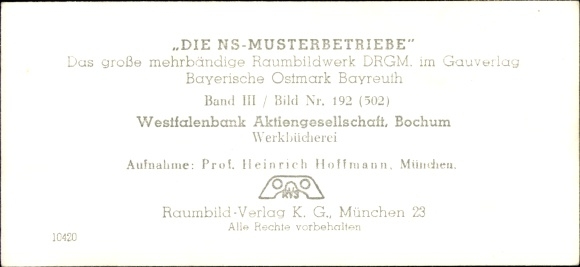 „DIE NS-MUSTERBETRIEBE“
Das große mehrbändige Raumbildwerk DRGM. im Gauverlag
Bayerische Ostmark Bayreuth
Band III / Bild Nr. 192 (502)
Westfalenbank Aktiengesellschaft, Bochum
Werkbücherei
Aufnahme: Prof. Heinrich Hoffmann, München.
RVS
Raumbild-Verlag K. G., München 23
Alle Rechte vorbehalten
10420